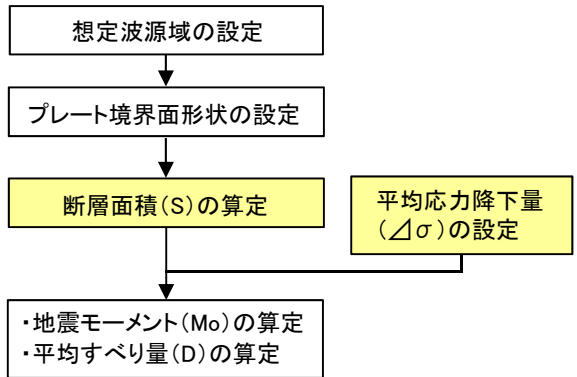 想定波源域の設定
プレート境界面形状の設定
断層面積(S)の算定
平均応力降下量
(⊿σ)の設定
・地震モーメント(Mo)の算定
・平均すべり量(D)の算定